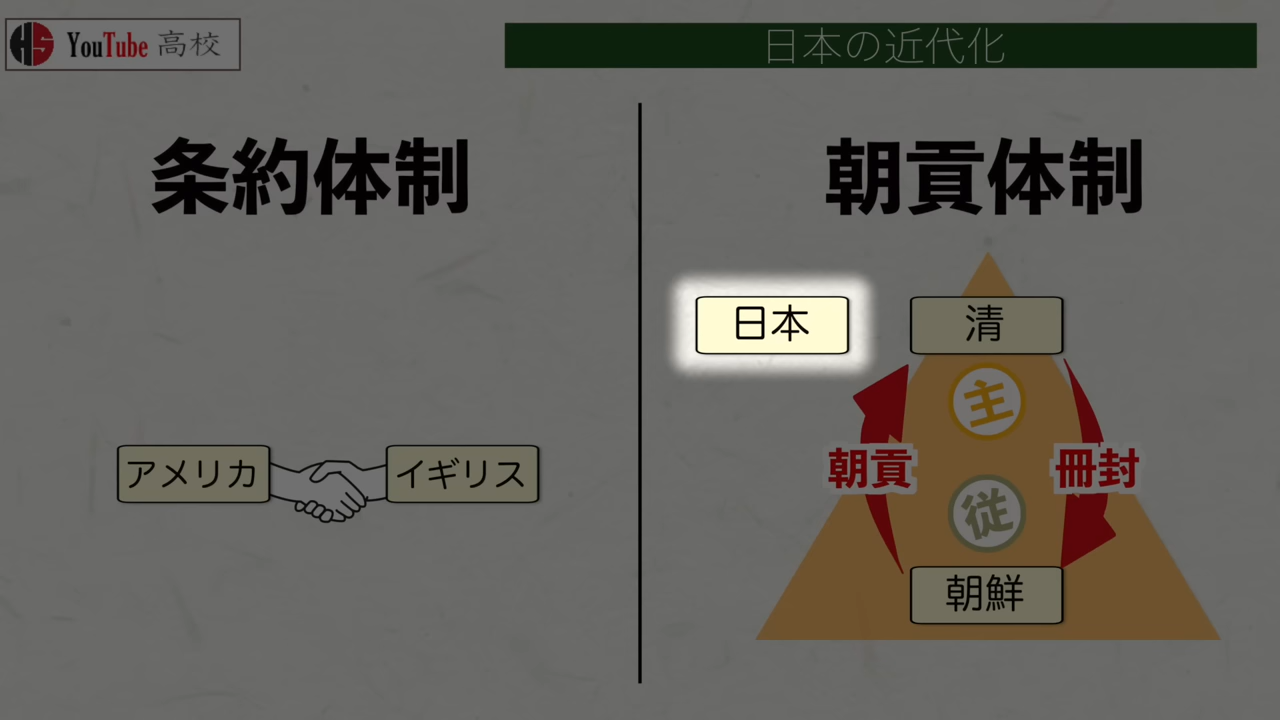 YouTube 高校
日本の近代化
条約体制
朝貢体制
日本
清
主
アメリカ
イギリス
朝貢
冊封
従
朝鮮